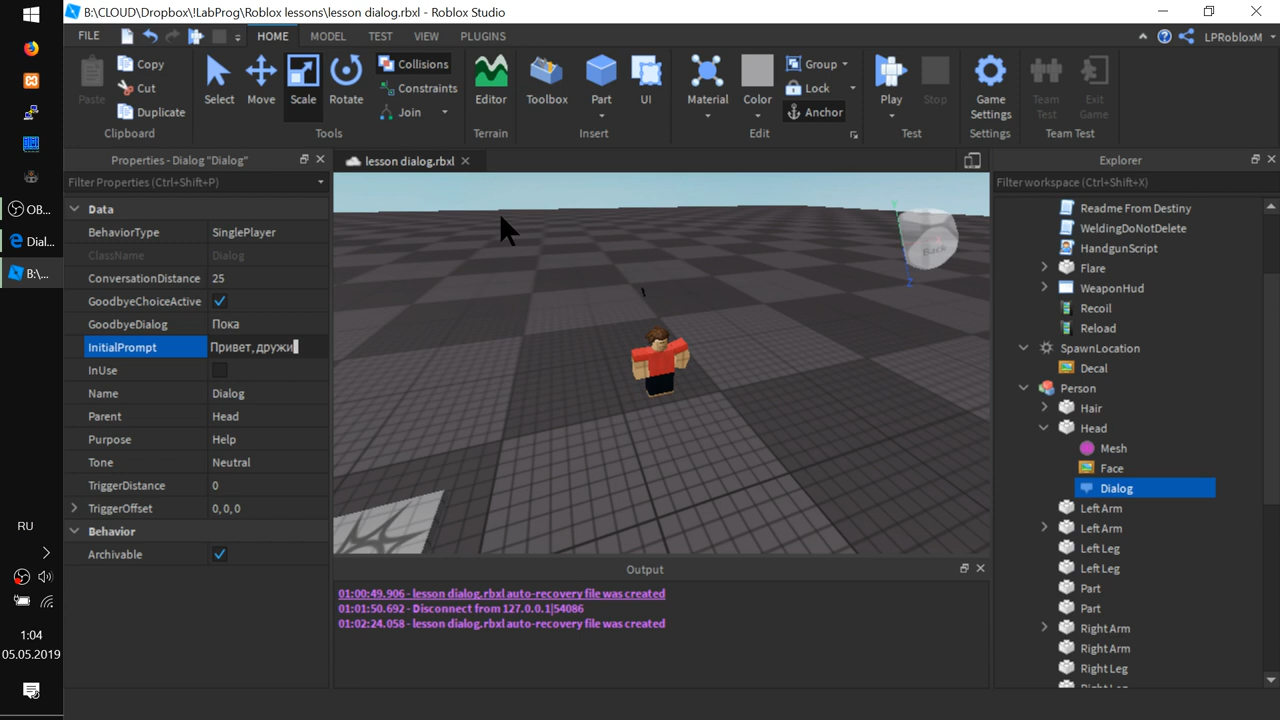 B:\CLOUD\Dropbox\!LabProg\Roblox lessons\lesson dialog.rbxl - Roblox Studio
FILE
HOME
MODEL
TEST
VIEW
PLUGINS
LPRobloxM
Paste
Copy
Cut
Duplicate
Clipboard
Select
Move
Scale
Rotate
Collisions
Constraints
Join
Tools
Editor
Terrain
Toolbox
Part
UI
Insert
Material
Color
Group
Lock
Anchor
Edit
Play
Stop
Test
Game
Settings
Settings
Team
Test
Exit
Game
Team Test
Properties - Dialog "Dialog"
Filter Properties (Ctrl+Shift+P)
Data
BehaviorType SinglePlayer
ClassName Dialog
ConversationDistance 25
GoodbyeChoiceActive
GoodbyeDialog Пока
InitialPrompt Привет, дружи
InUse
Name Dialog
Parent Head
Purpose Help
Tone Neutral
TriggerDistance 0
TriggerOffset 0, 0, 0
Behavior
Archivable
lesson dialog.rbxl
Back
Y
Z
Output
01:00:49.906 - lesson dialog.rbxl auto-recovery file was created
01:01:50.692 - Disconnect from 127.0.0.1|54086
01:02:24.058 - lesson dialog.rbxl auto-recovery file was created
Explorer
Filter workspace (Ctrl+Shift+X)
Readme From Destiny
WeldingDoNotDelete
HandgunScript
Flare
WeaponHud
Recoil
Reload
SpawnLocation
Decal
Person
Hair
Head
Mesh
Face
Dialog
Left Arm
Left Arm
Left Leg
Left Leg
Part
Part
Right Arm
Right Arm
Right Leg
OB...
Dial...
B:\...
RU
1:04
05.05.2019